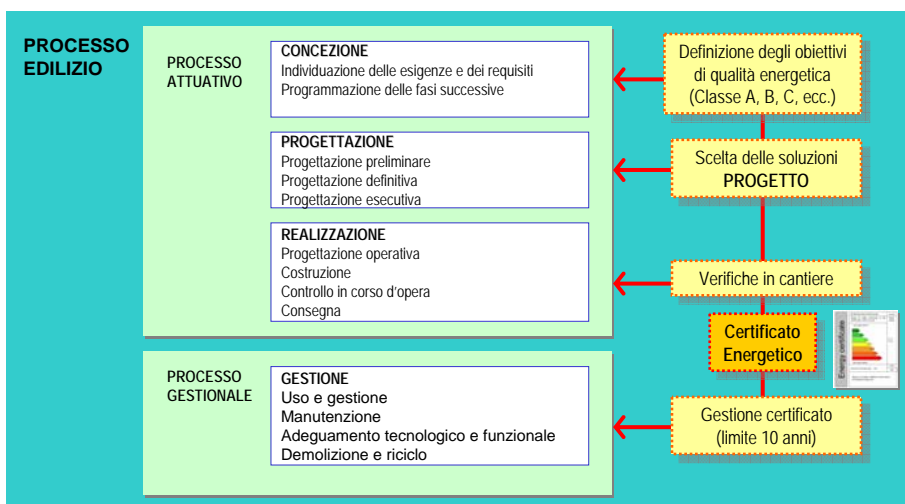 PROCESSO
EDILIZIO
PROCESSO
ATTUATIVO
CONCEZIONE
Individuazione delle esigenze e dei requisiti
Programmazione delle fasi successive
Definizione degli obiettivi
di qualità energetica
(Classe A, B, C, ecc.)
PROGETTAZIONE
Progettazione preliminare
Progettazione definitiva
Progettazione esecutiva
Scelta delle soluzioni
PROGETTO
REALIZZAZIONE
Progettazione operativa
Costruzione
Controllo in corso d'opera
Consegna
Verifiche in cantiere
Certificato
Energetico
Energy certificate
PROCESSO
GESTIONALE
GESTIONE
Uso e gestione
Manutenzione
Adeguamento tecnologico e funzionale
Demolizione e riciclo
Gestione certificato
(limite 10 anni)